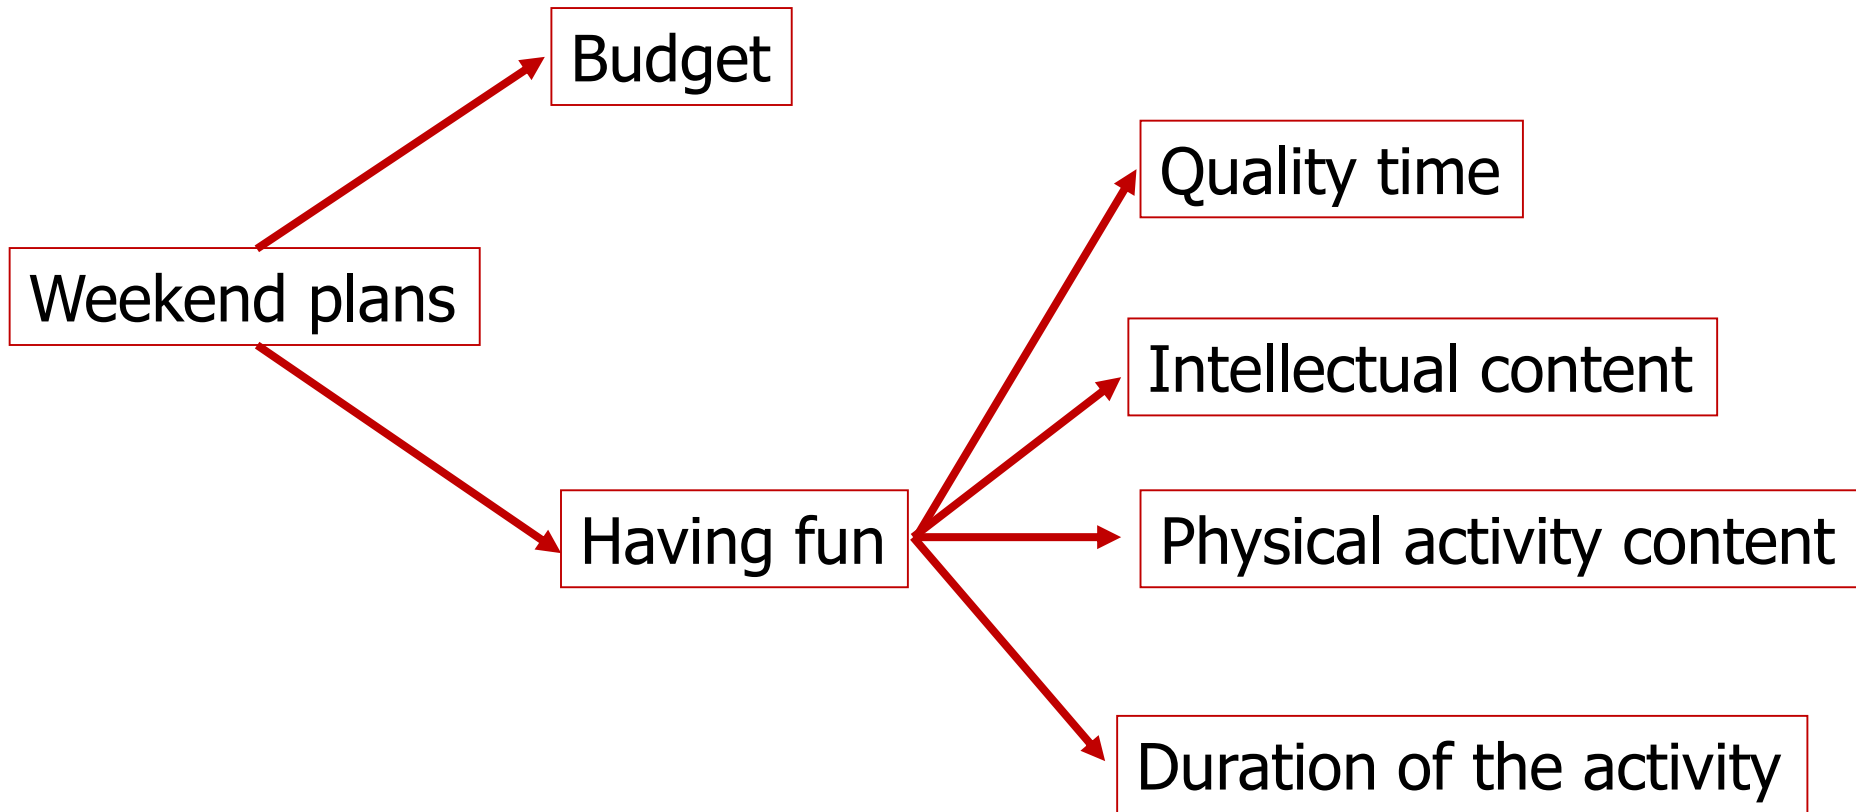 Budget
Quality time
Weekend plans
Intellectual content
Having fun
Physical activity content
Duration of the activity